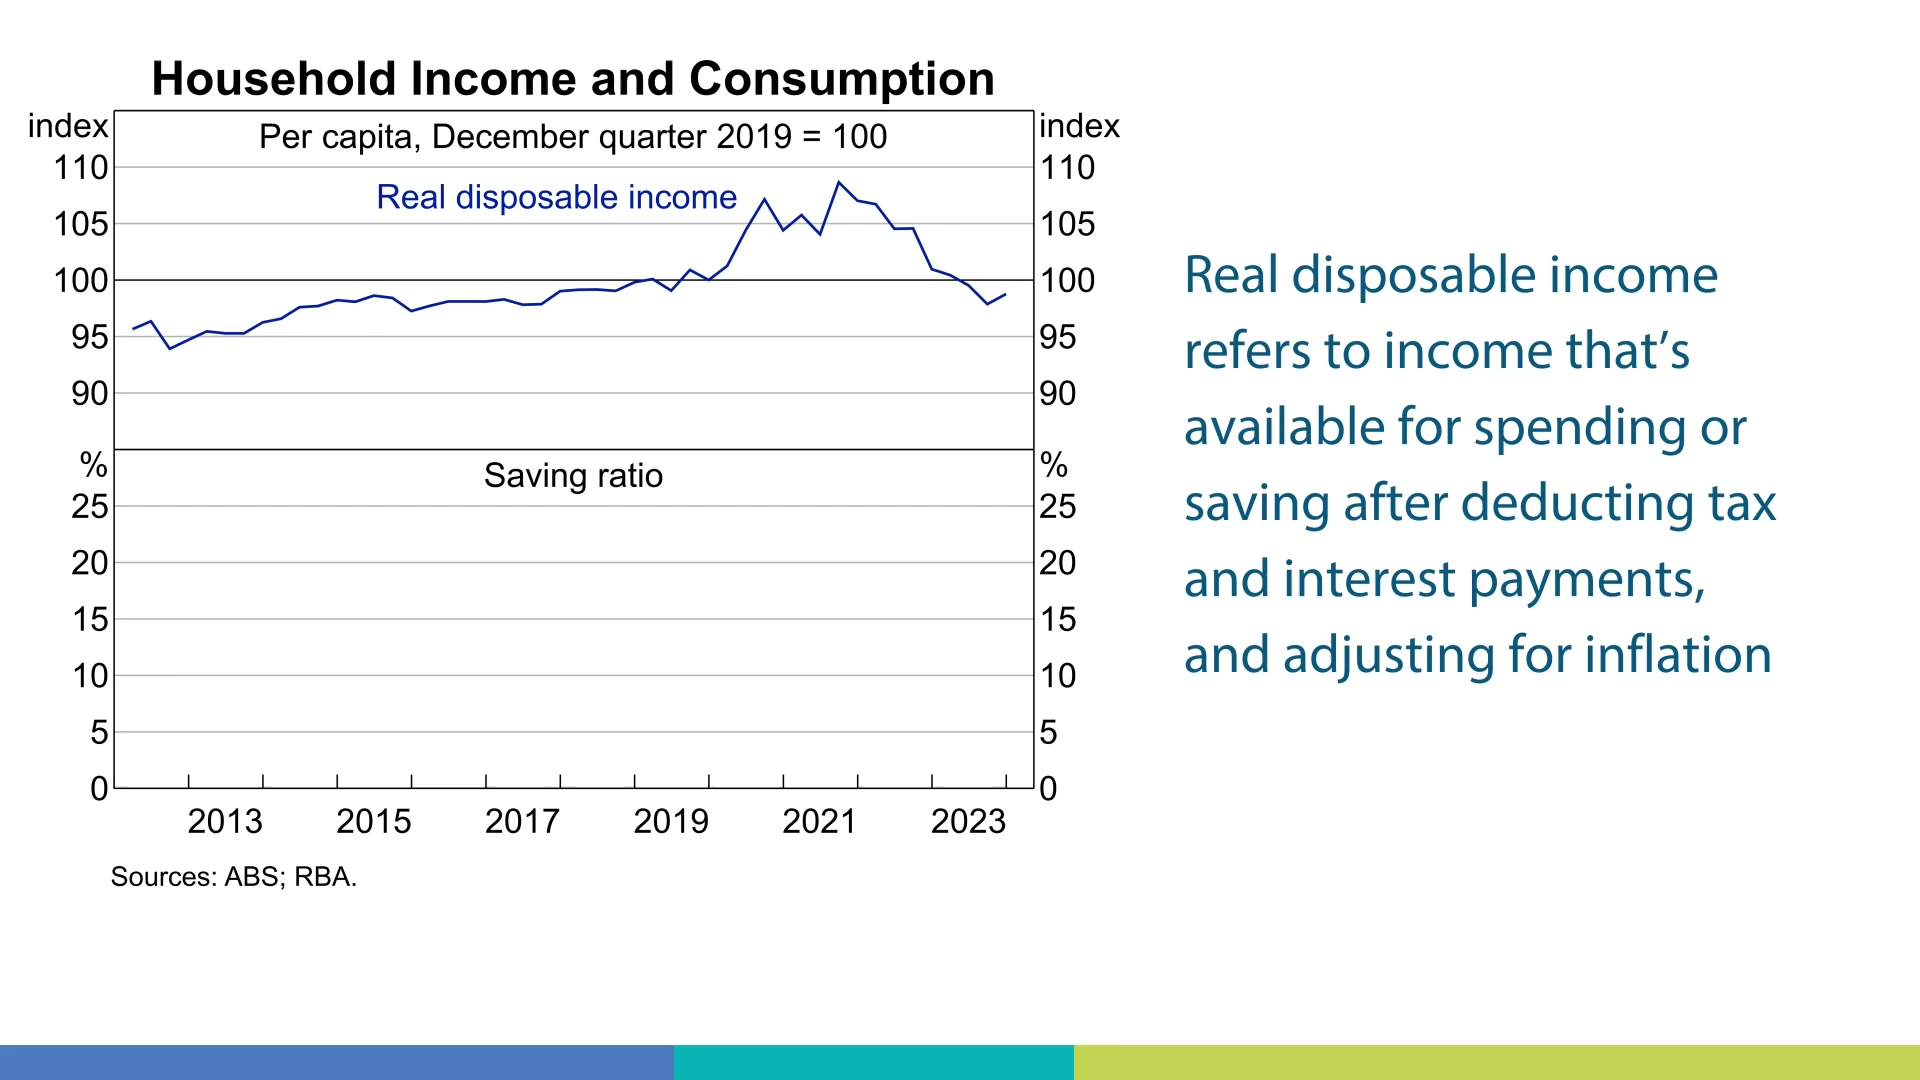 Household Income and Consumption
index
index
Per capita, December quarter 2019 = 100
110
110
Real disposable income
105
105
100
100
95
95
90
90
%
%
Saving ratio
25
25
20
20
15
15
10
10
5
5
0
0
2013
2015
2017
2019
2021
2023
Sources: ABS; RBA.
Real disposable income
refers to income that’s
available for spending or
saving after deducting tax
and interest payments,
and adjusting for inflation